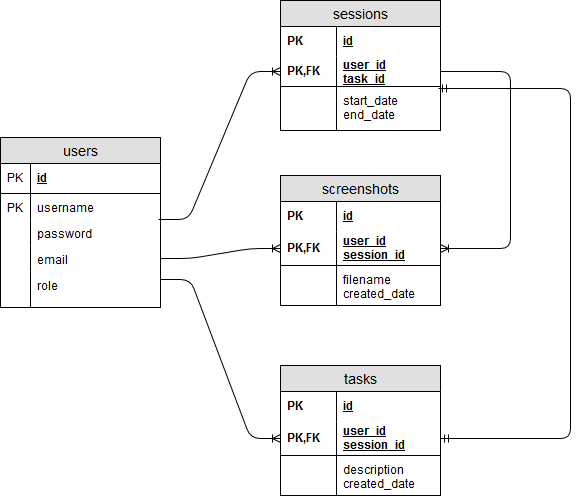 sessions
PK id
PK,FK user_id
task_id
start_date
end_date
users
PK id
PK username
password
email
role
screenshots
PK id
PK,FK user_id
session_id
filename
created_date
tasks
PK id
PK,FK user_id
session_id
description
created_date